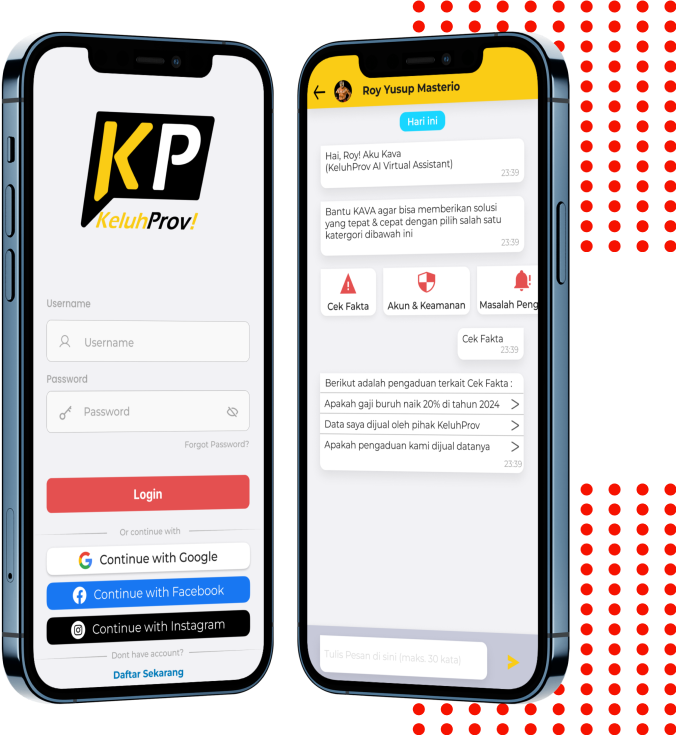 KP
KeluhProv!
Username
Username
Password
Password
Forgot Password?
Login
Or continue with
Continue with Google
Continue with Facebook
Continue with Instagram
Dont have account?
Daftar Sekarang
Roy Yusup Masterio
Hari ini
Hai, Roy! Aku Kava
(KeluhProv AI Virtual Assistant)
23:39
Bantu KAVA agar bisa memberikan solusi
yang tepat & cepat dengan pilih salah satu
katergori dibawah ini
23:39
Cek Fakta
Akun & Keamanan
Masalah Peng
Cek Fakta
23:39
Berikut adalah pengaduan terkait Cek Fakta :
Apakah gaji buruh naik 20% di tahun 2024
Data saya dijual oleh pihak KeluhProv
Apakah pengaduan kami dijual datanya
23:39
Tulis Pesan di sini (maks. 30 kata)